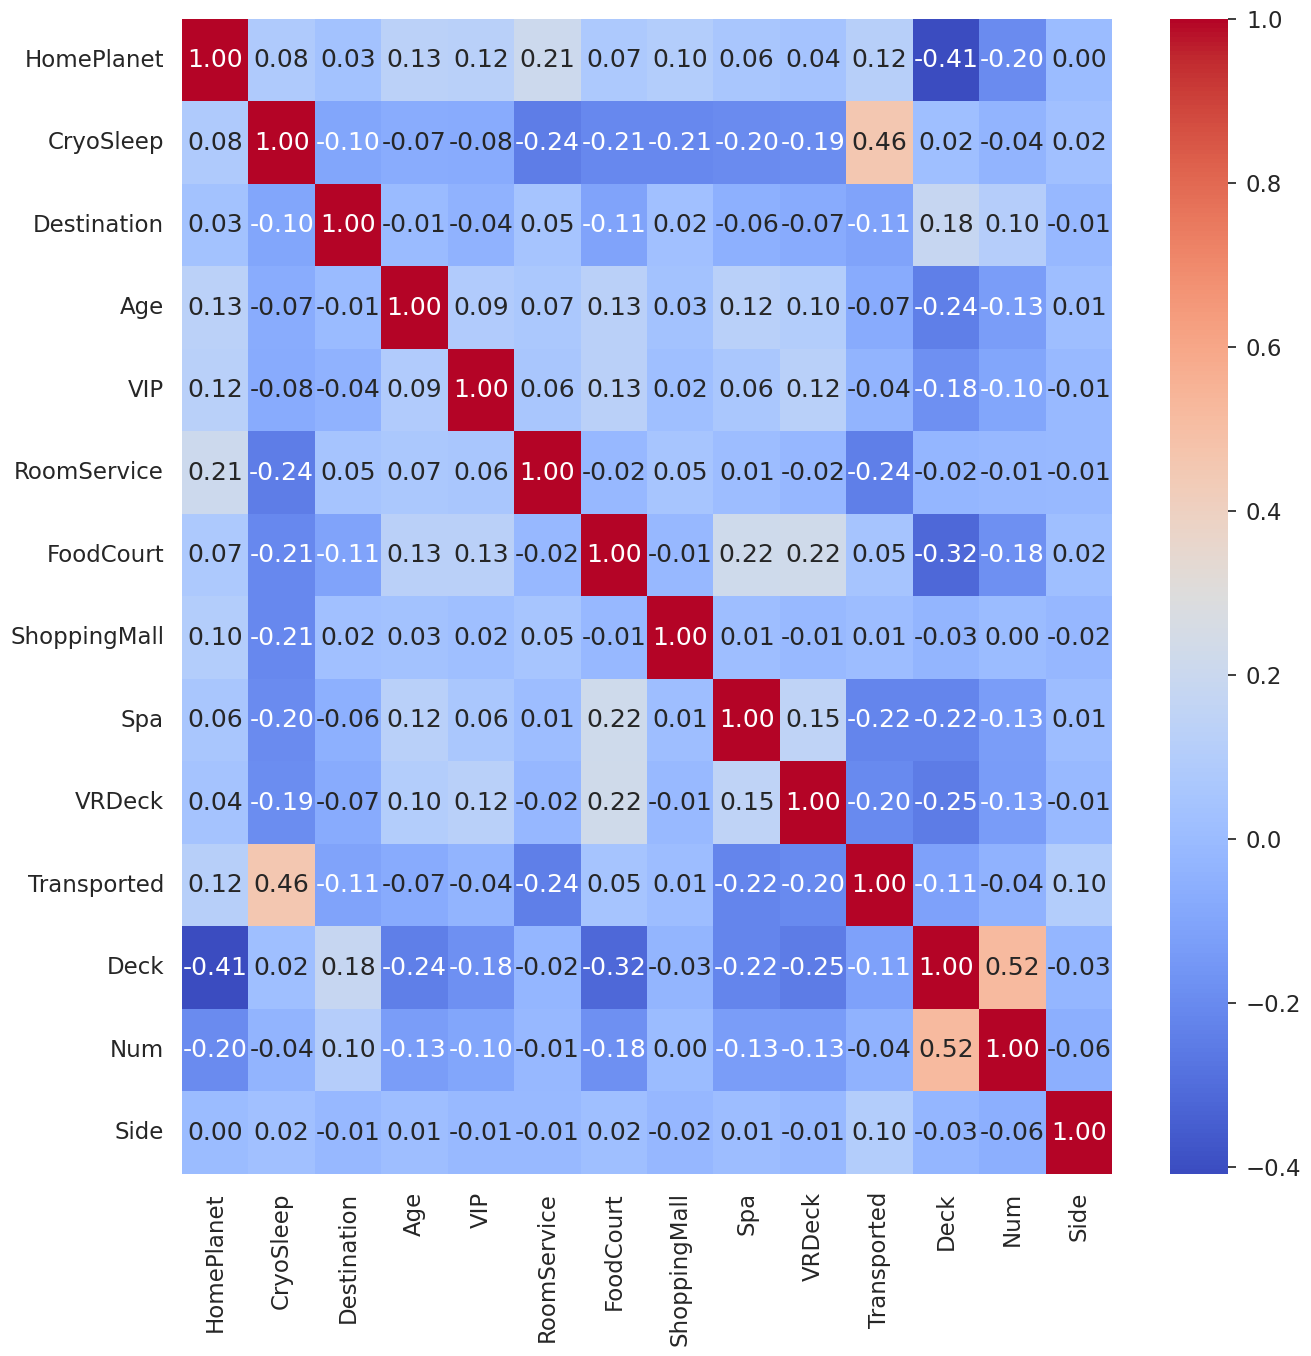 HomePlanet 1.00 0.08 0.03 0.13 0.12 0.21 0.07 0.10 0.06 0.04 0.12 -0.41 -0.20 0.00
CryoSleep 0.08 1.00 -0.10 -0.07 -0.08 -0.24 -0.21 -0.21 -0.20 -0.19 0.46 0.02 -0.04 0.02
Destination 0.03 -0.10 1.00 -0.01 -0.04 0.05 -0.11 0.02 -0.06 -0.07 -0.11 0.18 0.10 -0.01
Age 0.13 -0.07 -0.01 1.00 0.09 0.07 0.13 0.03 0.12 0.10 -0.07 -0.24 -0.13 0.01
VIP 0.12 -0.08 -0.04 0.09 1.00 0.06 0.13 0.02 0.06 0.12 -0.04 -0.18 -0.10 -0.01
RoomService 0.21 -0.24 0.05 0.07 0.06 1.00 -0.02 0.05 0.01 -0.02 -0.24 -0.02 -0.01 -0.01
FoodCourt 0.07 -0.21 -0.11 0.13 0.13 -0.02 1.00 -0.01 0.22 0.22 0.05 -0.32 -0.18 0.02
ShoppingMall 0.10 -0.21 0.02 0.03 0.02 0.05 -0.01 1.00 0.01 -0.01 0.01 -0.03 0.00 -0.02
Spa 0.06 -0.20 -0.06 0.12 0.06 0.01 0.22 0.01 1.00 0.15 -0.22 -0.22 -0.13 0.01
VRDeck 0.04 -0.19 -0.07 0.10 0.12 -0.02 0.22 -0.01 0.15 1.00 -0.20 -0.25 -0.13 -0.01
Transported 0.12 0.46 -0.11 -0.07 -0.04 -0.24 0.05 0.01 -0.22 -0.20 1.00 -0.11 -0.04 0.10
Deck -0.41 0.02 0.18 -0.24 -0.18 -0.02 -0.32 -0.03 -0.22 -0.25 -0.11 1.00 0.52 -0.03
Num -0.20 -0.04 0.10 -0.13 -0.10 -0.01 -0.18 0.00 -0.13 -0.13 -0.04 0.52 1.00 -0.06
Side 0.00 0.02 -0.01 0.01 -0.01 -0.01 0.02 -0.02 0.01 -0.01 0.10 -0.03 -0.06 1.00
HomePlanet CryoSleep Destination Age VIP RoomService FoodCourt ShoppingMall Spa VRDeck Transported Deck Num Side
1.0
0.8
0.6
0.4
0.2
0.0
−0.2
−0.4